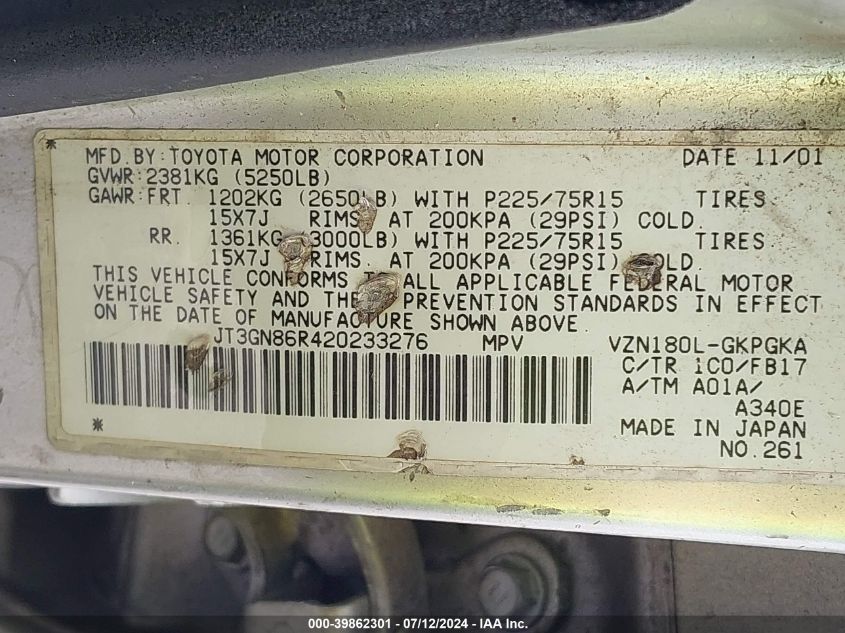 MFD.BY:TOYOTA MOTOR CORPORATION DATE 11/01
GVWR:2381KG (5250LB)
GAWR:FRT. 1202KG (2650LB) WITH P225/75R15 TIRES
15X7J RIMS. AT 200KPA (29PSI) COLD.
RR. 1361KG (3000LB) WITH P225/75R15 TIRES.
15X7J RIMS. AT 200KPA (29PSI) COLD.
THIS VEHICLE CONFORMS TO ALL APPLICABLE FEDERAL MOTOR
VEHICLE SAFETY AND THEFT PREVENTION STANDARDS IN EFFECT
ON THE DATE OF MANUFACTURE SHOWN ABOVE.
JT3GN86R420233276 MPV VZN180L-GKPGKA
C/TR 1C0/FB17
A/TM A01A/
A340E
MADE IN JAPAN
NO.261
000-39862301 - 07/12/2024 - IAA Inc.